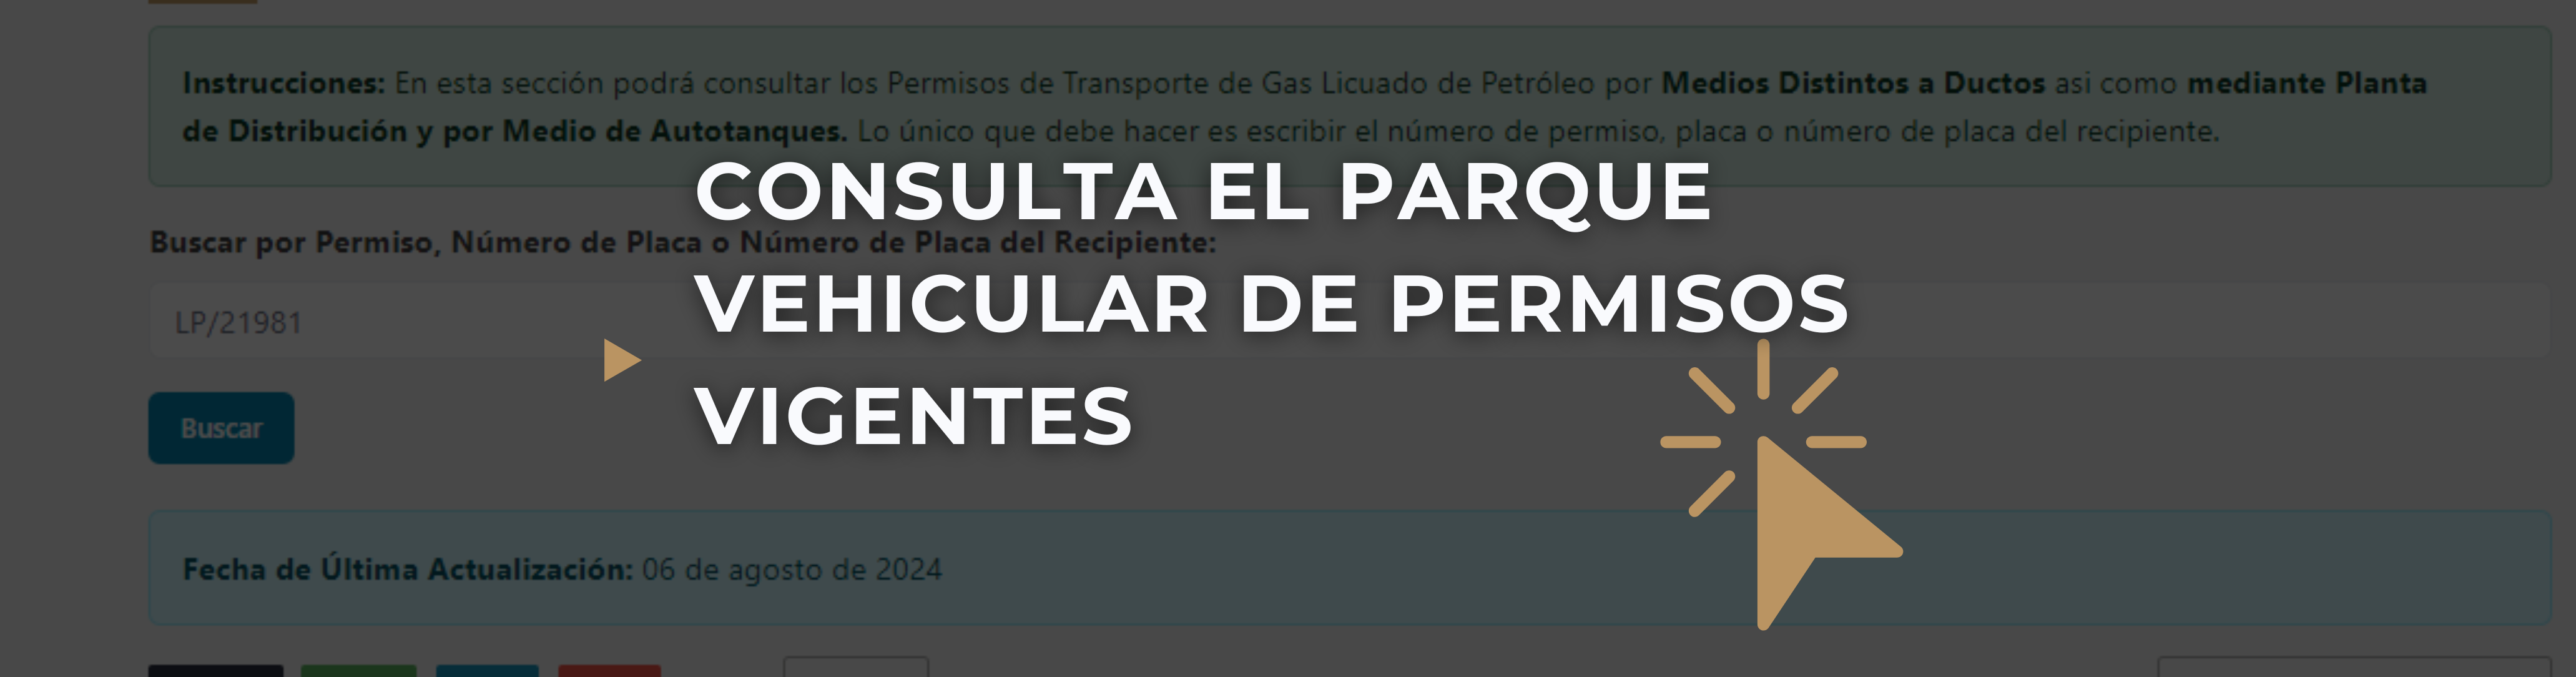 Instrucciones: En esta sección podrá consultar los Permisos de Transporte de Gas Licuado de Petróleo por Medios Distintos a Ductos asi como mediante Planta
de Distribución y por Medio de Autotanques. Lo único que debe hacer es escribir el número de permiso, placa o número de placa del recipiente.
CONSULTA EL PARQUE
VEHICULAR DE PERMISOS
VIGENTES
Buscar por Permiso, Número de Placa o Número de Placa del Recipiente:
LP/21981
Buscar
Fecha de Última Actualización: 06 de agosto de 2024